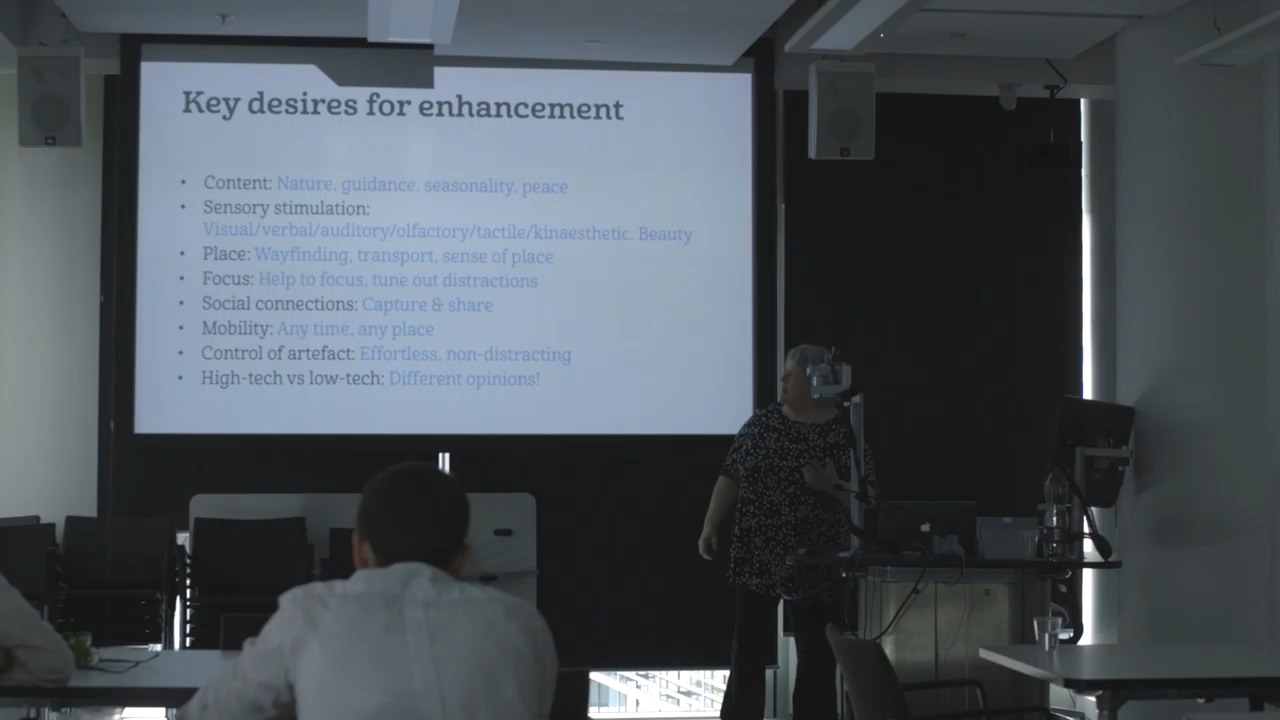 Key desires for enhancement
• Content: Nature, guidance, seasonality, peace
• Sensory stimulation:
Visual/verbal/auditory/olfactory/tactile/kinaesthetic. Beauty
• Place: Wayfinding, transport, sense of place
• Focus: Help to focus, tune out distractions
• Social connections: Capture & share
• Mobility: Any time, any place
• Control of artefact: Effortless, non-distracting
• High-tech vs low-tech: Different opinions!